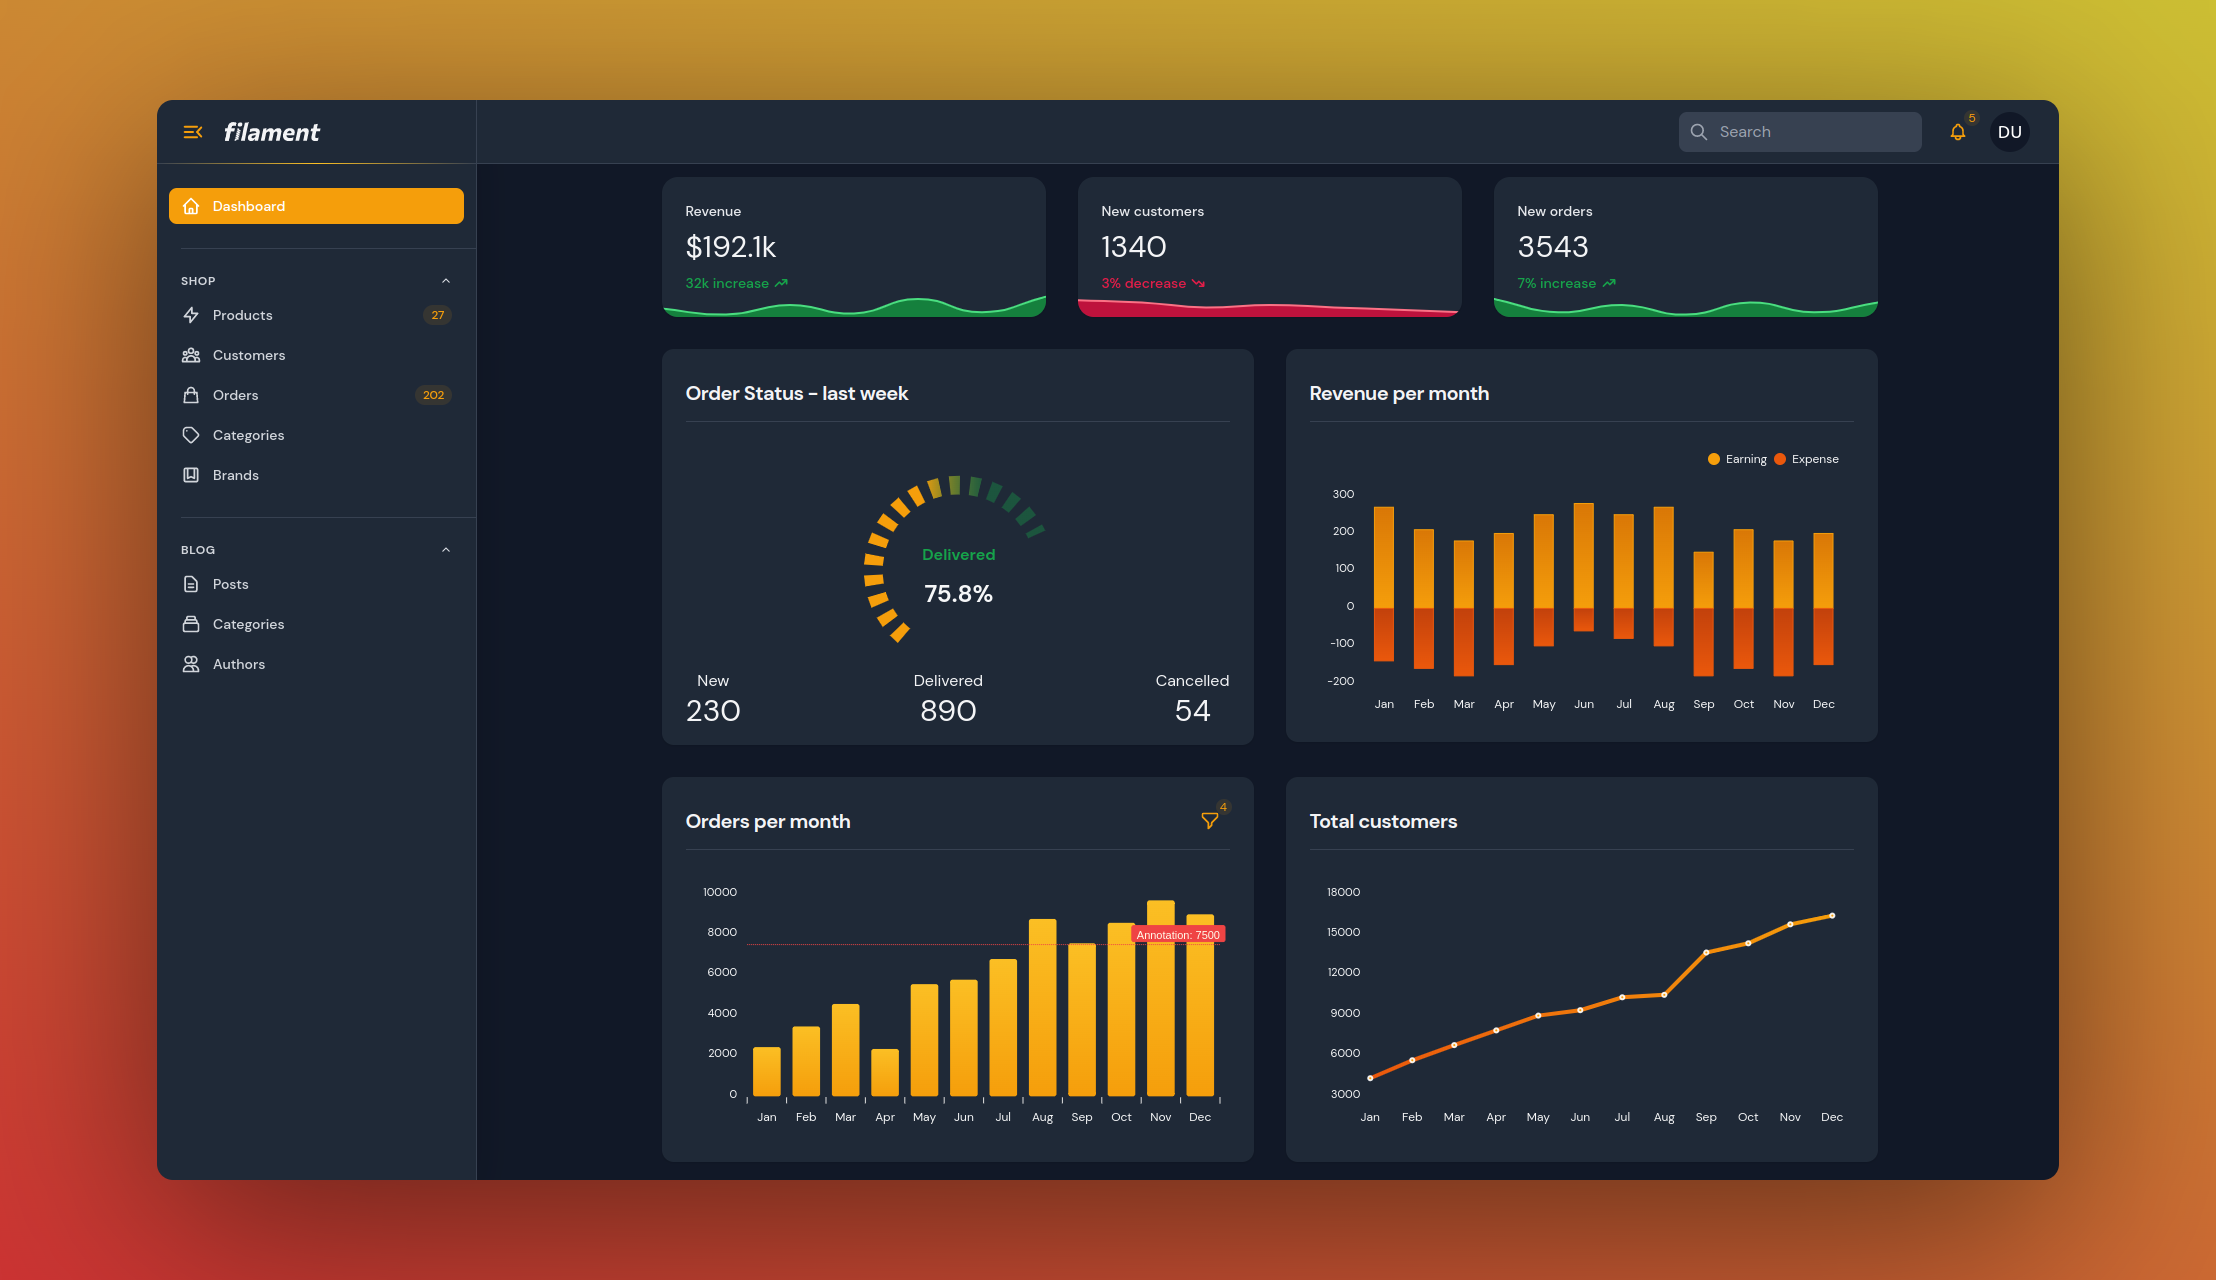 filament
Search
5
DU
Dashboard
SHOP
Products 27
Customers
Orders 202
Categories
Brands
BLOG
Posts
Categories
Authors
Revenue
$192.1k
32k increase
New customers
1340
3% decrease
New orders
3543
7% increase
Order Status - last week
Delivered
75.8%
New Delivered Cancelled
230 890 54
Revenue per month
Earning Expense
300
200
100
0
-100
-200
Jan Feb Mar Apr May Jun Jul Aug Sep Oct Nov Dec
Orders per month
4
10000
8000
Annotation: 7500
6000
4000
2000
0
Jan Feb Mar Apr May Jun Jul Aug Sep Oct Nov Dec
Total customers
18000
15000
12000
9000
6000
3000
Jan Feb Mar Apr May Jun Jul Aug Sep Oct Nov Dec